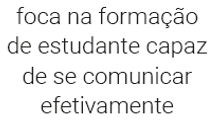 foca na formação
de estudante capaz
de se comunicar
efetivamente